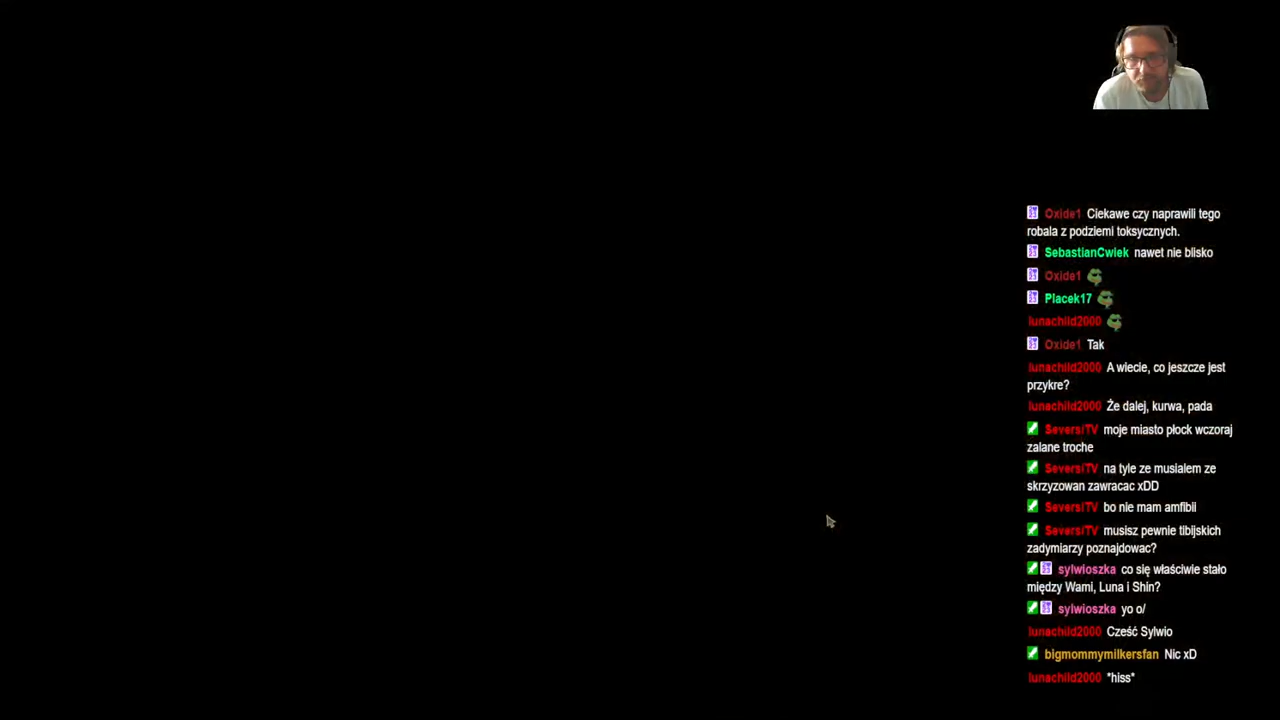 Oxide1 Ciekawe czy naprawili tego
robala z podziemi toksycznych.
SebastianCwiek nawet nie blisko
Oxide1
Placek17
lunachild2000
Oxide1 Tak
lunachild2000 A wiecie, co jeszcze jest
przykre?
lunachild2000 Że dalej, kurwa, pada
SeversiTV moje miasto płock wczoraj
zalane troche
SeversiTV na tyle ze musialem ze
skrzyzowan zawracac xDD
SeversiTV bo nie mam amfibil
SeversiTV musisz pewnie tibijskich
zadymiarzy poznajdowac?
sylwioszka co się właściwie stało
między Wami, Luna i Shin?
sylwioszka yo o/
lunachild2000 Cześć Sylwio
bigmommymilkersfan Nic xD
lunachild2000 *hiss*